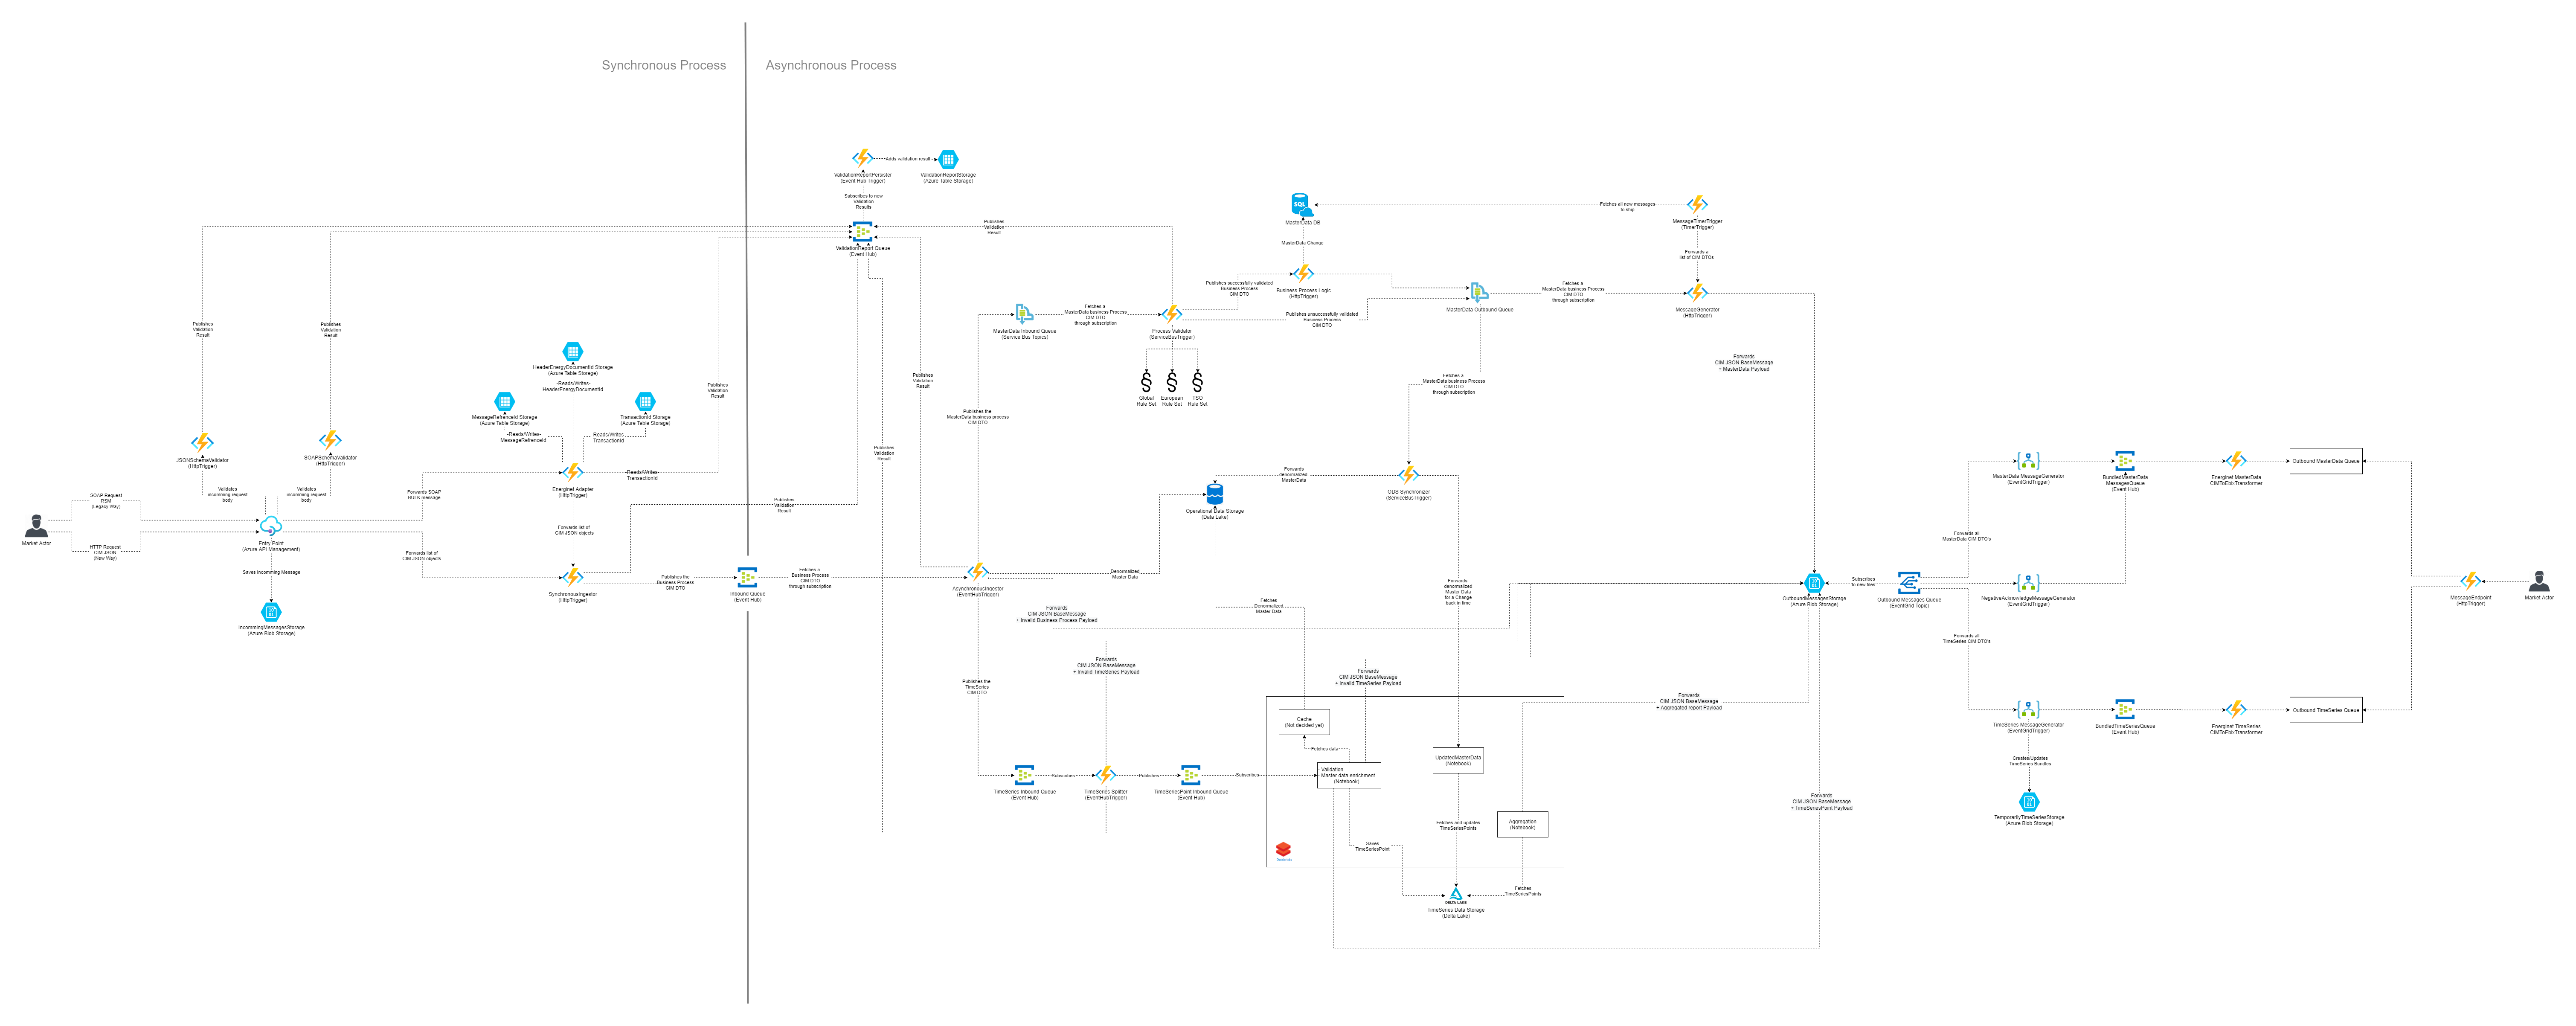 Synchronous Process
Asynchronous Process
ValidationReportPersister
(Event Hub Trigger)
Adds validation result
ValidationReportStorage
(Azure Table Storage)
Subscribes to new
Validation
Results
ValidationReport Queue
(Event Hub)
Publishes
Validation
Result
MasterData DB
Fetches all new messages
to ship
MessageTimerTrigger
(TimerTrigger)
MasterData Change
Forwards a
list of CIM DTOs
Business Process Logic
(HttpTrigger)
Publishes successfully validated
Business Process
CIM DTO
Publishes unsuccessfully validated
Business Process
CIM DTO
MasterData Inbound Queue
(Service Bus Topics)
Fetches a
MasterData business Process
CIM DTO
through subscription
Process Validator
(ServiceBusTrigger)
Global
Rule Set
European
Rule Set
TSO
Rule Set
MasterData Outbound Queue
Fetches a
MasterData business Process
CIM DTO
through subscription
MessageGenerator
(HttpTrigger)
Fetches a
MasterData business Process
CIM DTO
through subscription
Forwards
CIM JSON BaseMessage
+ MasterData Payload
Publishes
Validation
Result
Publishes
Validation
Result
HeaderEnergyDocumentId Storage
(Azure Table Storage)
-Reads/Writes-
HeaderEnergyDocumentId
MessageRefrenceId Storage
(Azure Table Storage)
-Reads/Writes-
MessageRefrenceId
TransactionId Storage
(Azure Table Storage)
-Reads/Writes-
TransactionId
Publishes
Validation
Result
Publishes
Validation
Result
Publishes
Validation
Result
Publishes the
MasterData business process
CIM DTO
JSONSchemaValidator
(HttpTrigger)
SOAPSchemaValidator
(HttpTrigger)
Validates
incomming request
body
Validates
incomming request
body
Energinet Adapter
(HttpTrigger)
-Reads/Writes-
TransactionId
Forwards SOAP
BULK message
SOAP Request
RSM
(Legacy Way)
Market Actor
HTTP Request
CIM JSON
(New Way)
Entry Point
(Azure API Management)
Forwards list of
CIM JSON objects
Forwards list of
CIM JSON objects
Saves Incomming Message
IncommingMessagesStorage
(Azure Blob Storage)
SynchronousIngestor
(HttpTrigger)
Publishes
Validation
Result
Publishes the
Business Process
CIM DTO
Inbound Queue
(Event Hub)
Fetches a
Business Process
CIM DTO
through subscription
AsynchronousIngestor
(EventHubTrigger)
Denormalized
Master Data
Operational Data Storage
(Data Lake)
Forwards
denormalized
MasterData
ODS Synchronizer
(ServiceBusTrigger)
Forwards
denormalized
Master Data
for a Change
back in time
Fetches
Denormalized
Master Data
Forwards
CIM JSON BaseMessage
+ Invalid Business Process Payload
Forwards
CIM JSON BaseMessage
+ Invalid TimeSeries Payload
Forwards
CIM JSON BaseMessage
+ Invalid TimeSeries Payload
Publishes the
TimeSeries
CIM DTO
TimeSeries Inbound Queue
(Event Hub)
Subscribes
TimeSeries Splitter
(EventHubTrigger)
Publishes
TimeSeriesPoint Inbound Queue
(Event Hub)
Subscribes
Cache
(Not decided yet)
Fetches data
- Validation
- Master data enrichment
(Notebook)
UpdatedMasterData
(Notebook)
Aggregation
(Notebook)
Saves
TimeSeriesPoint
Fetches and updates
TimeSeriesPoints
Fetches
TimeSeriesPoints
DELTA LAKE
TimeSeries Data Storage
(Delta Lake)
Forwards
CIM JSON BaseMessage
+ Aggregated report Payload
Forwards
CIM JSON BaseMessage
+ TimeSeriesPoint Payload
OutboundMessagesStorage
(Azure Blob Storage)
Subscribes
to new files
Outbound Messages Queue
(EventGrid Topic)
Forwards all
MasterData CIM DTO's
Forwards all
TimeSeries CIM DTO's
MasterData MessageGenerator
(EventGridTrigger)
BundledMasterData
MessagesQueue
(Event Hub)
Energinet MasterData
CIMToEbixTransformer
Outbound MasterData Queue
NegativeAcknowledgeMessageGenerator
(EventGridTrigger)
MessageEndpoint
(HttpTrigger)
Market Actor
TimeSeries MessageGenerator
(EventGridTrigger)
BundledTimeSeriesQueue
(Event Hub)
Energinet TimeSeries
CIMToEbixTransformer
Outbound TimeSeries Queue
Creates/Updates
TimeSeries Bundles
TemporarilyTimeSeriesStorage
(Azure Blob Storage)